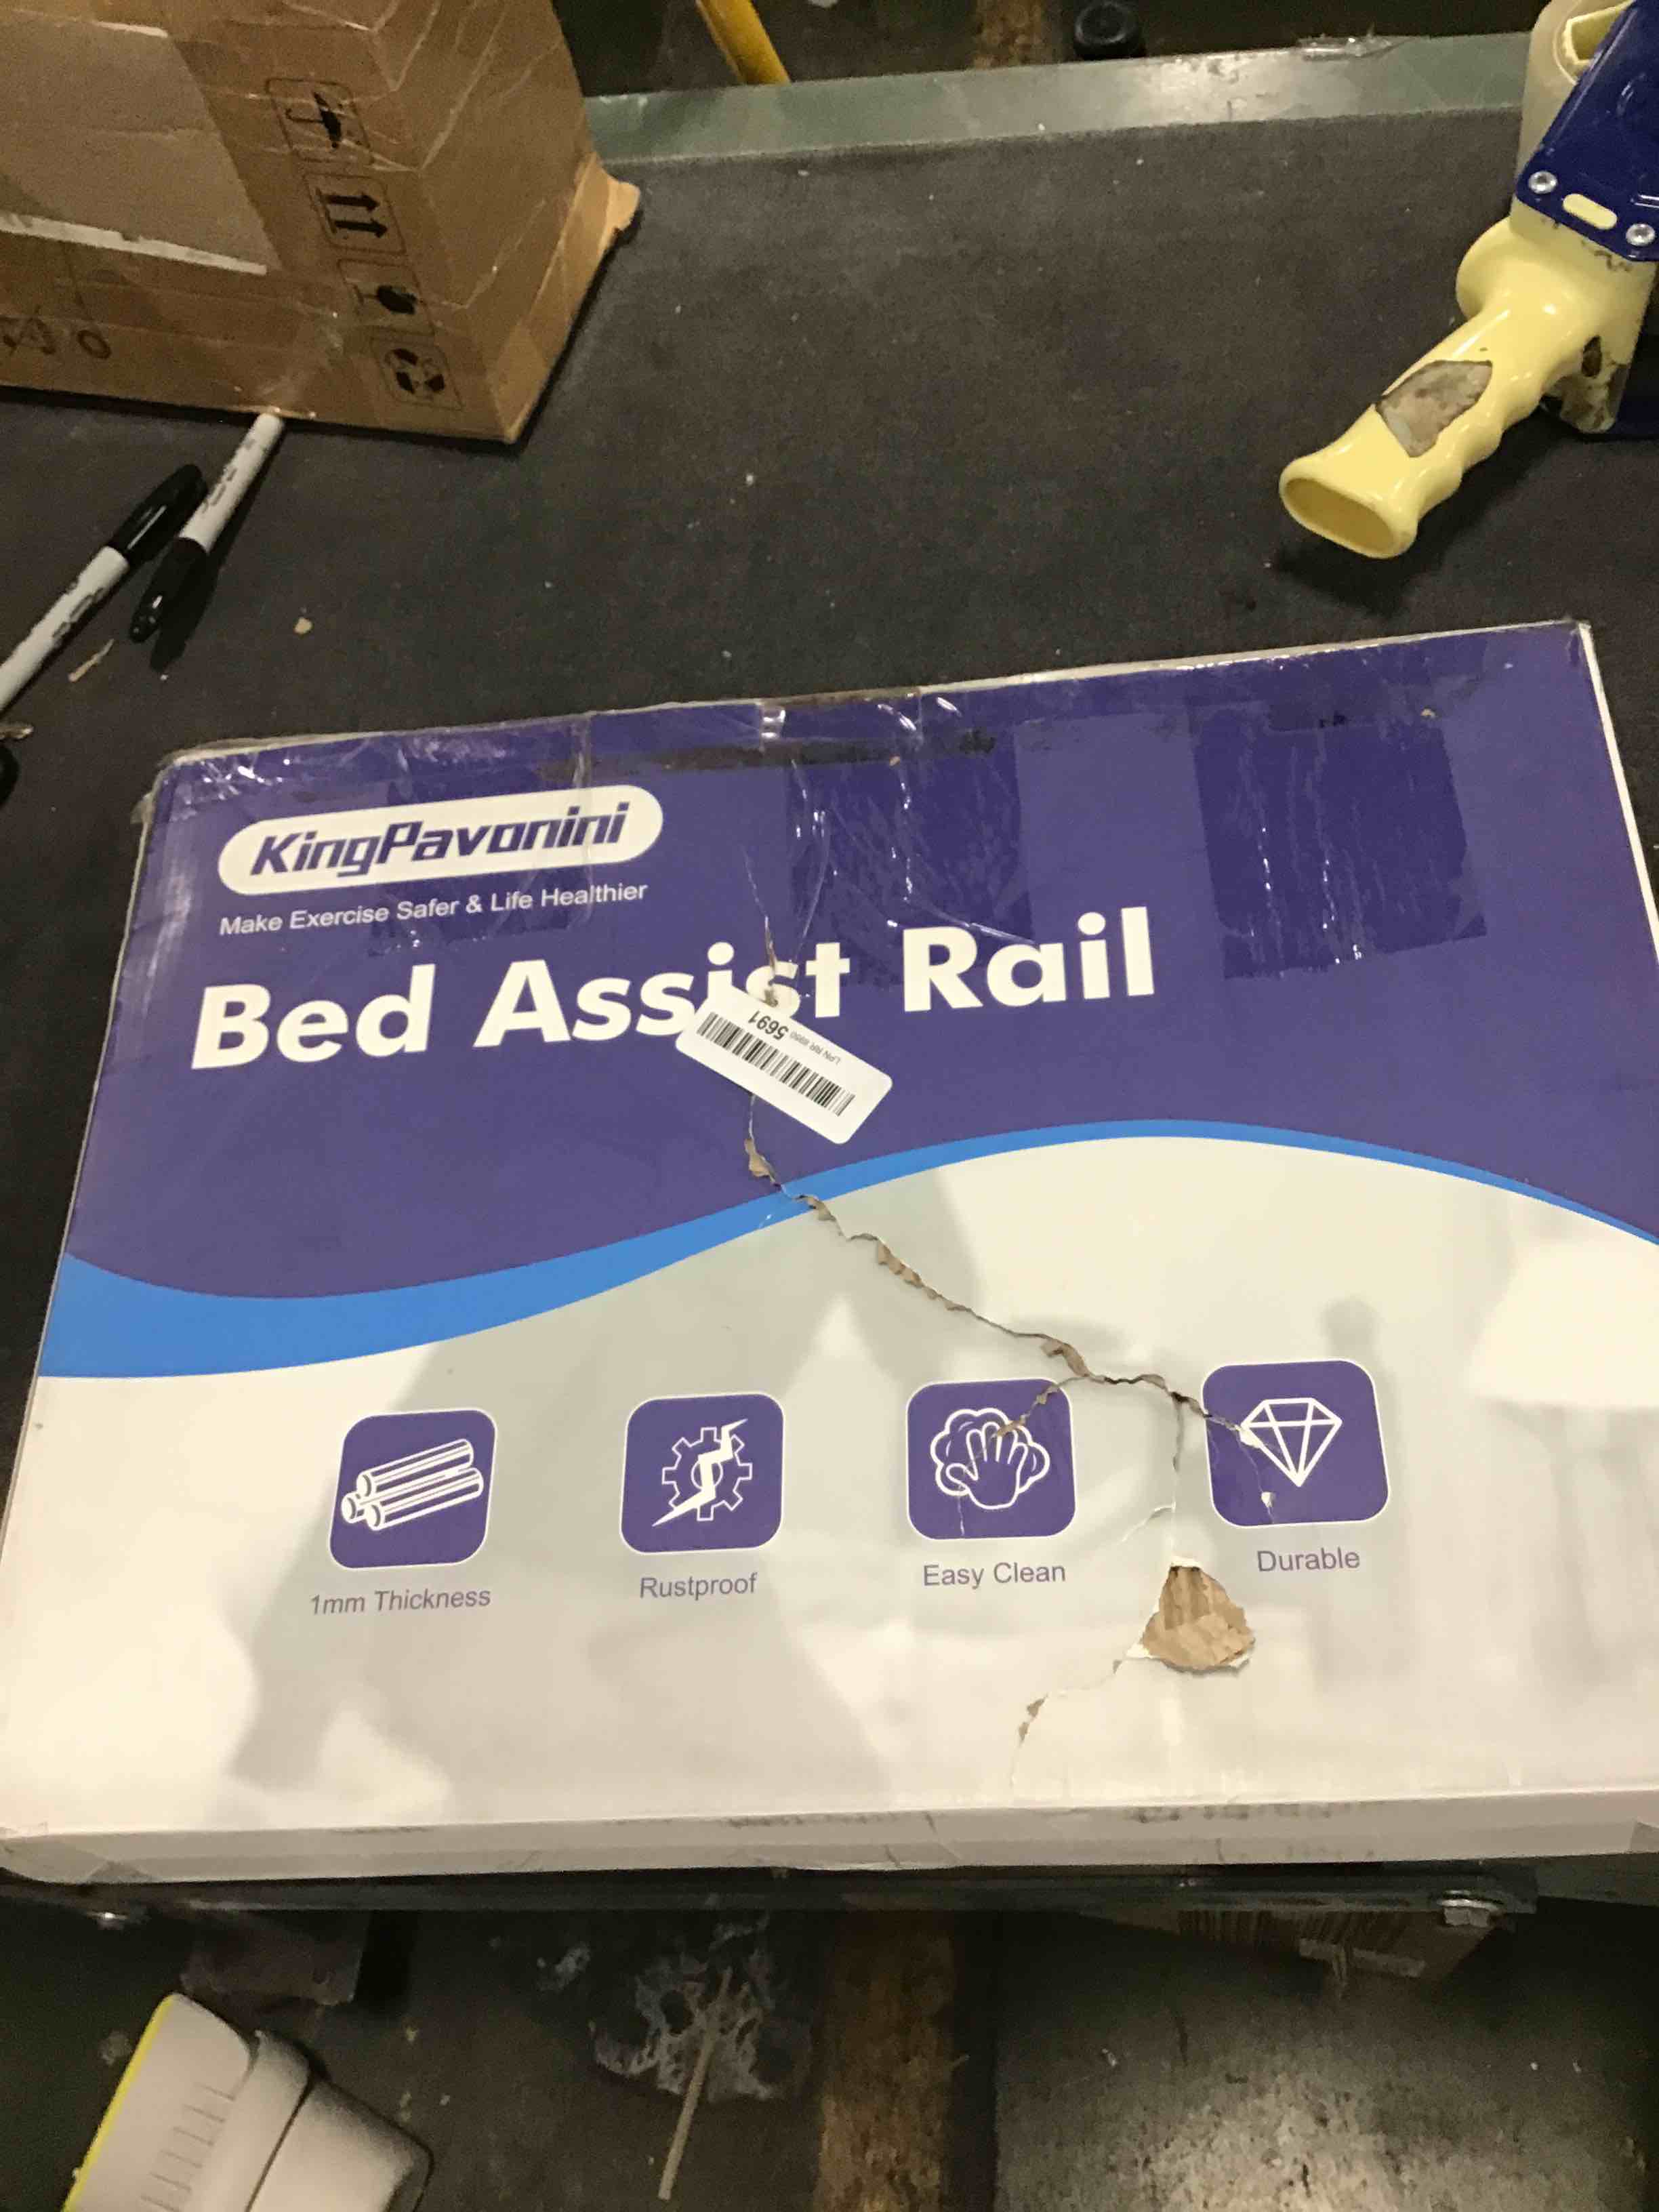 KingPavonini
Make Exercise Safer & Life Healthier
Bed Assist Rail
5691
1mm Thickness
Rustproof
Easy Clean
Durable